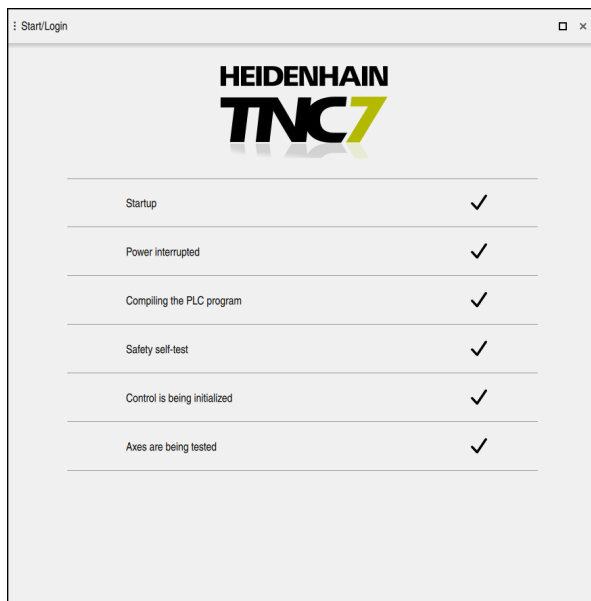 Start/Login
HEIDENHAIN
TNC7
Startup
Power interrupted
Compiling the PLC program
Safety self-test
Control is being initialized
Axes are being tested